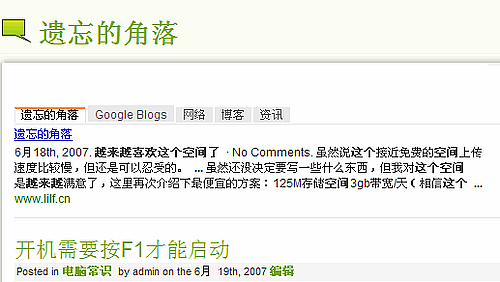 遗忘的角落
遗忘的角落 Google Blogs 网络 博客 资讯
遗忘的角落
6月18th, 2007. 越来越喜欢这个空间了 · No Comments. 虽然说这个接近免费的空间上传
速度比较慢，但还是可以忍受的。 ... 虽然还没决定要写一些什么东西，但我对这个空间
是越来越满意了，这里再次介绍下是便宜的方案：125M存储空间3gb带宽/天（相信这个 ...
www.lilf.cn
开机需要按F1才能启动
Posted in 电脑常识 by admin on the 6月 19th, 2007 编辑